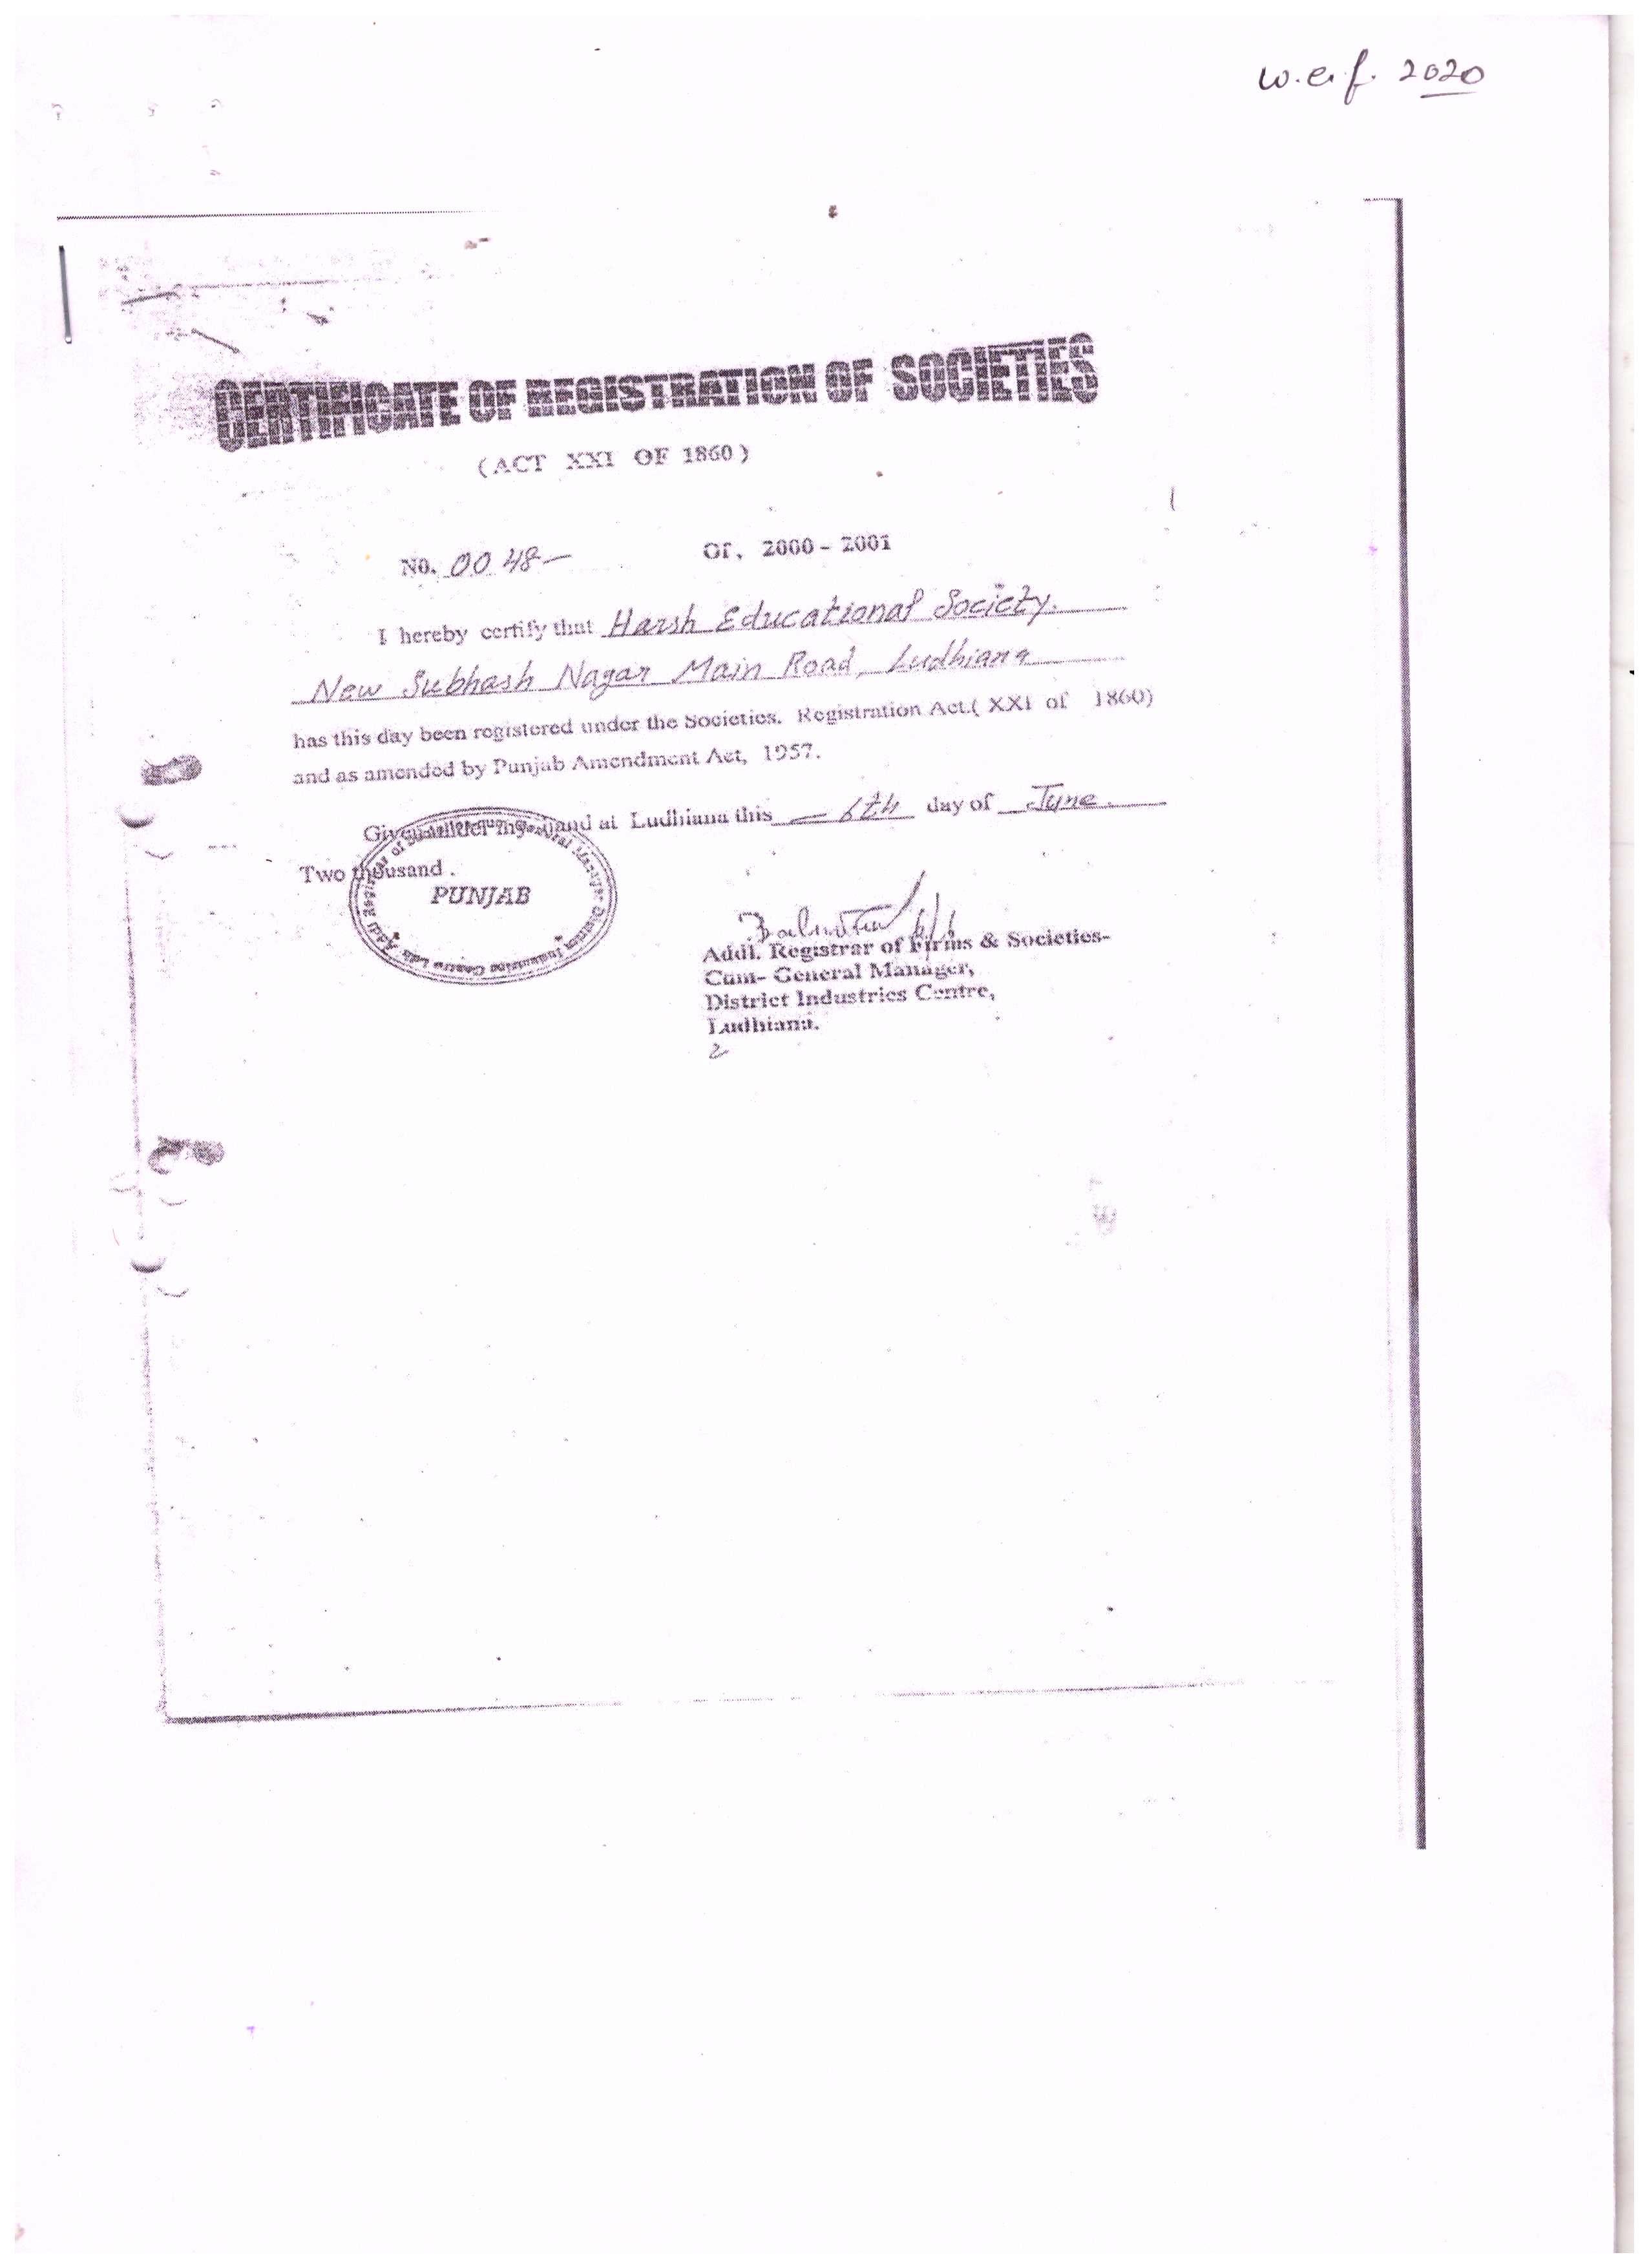 w.e.f. 2020
CERTIFICATE OF REGISTRATION OF SOCIETIES
(ACT XXI OF 1860)
No. 0048- Of, 2000 - 2001
I hereby certify that Harsh Educational Society.
New Subhash Nagar Main Road, Ludhiana
has this day been registered under the Societies. Registration Act.( XXI of 1860)
and as amended by Punjab Amendment Act, 1957.
Given under my hand at Ludhiana this 6th day of June.
Two thousand .
PUNJAB
Addl. Registrar of Firms & Societies-
Cum- General Manager,
District Industries Centre,
Ludhiana.
2